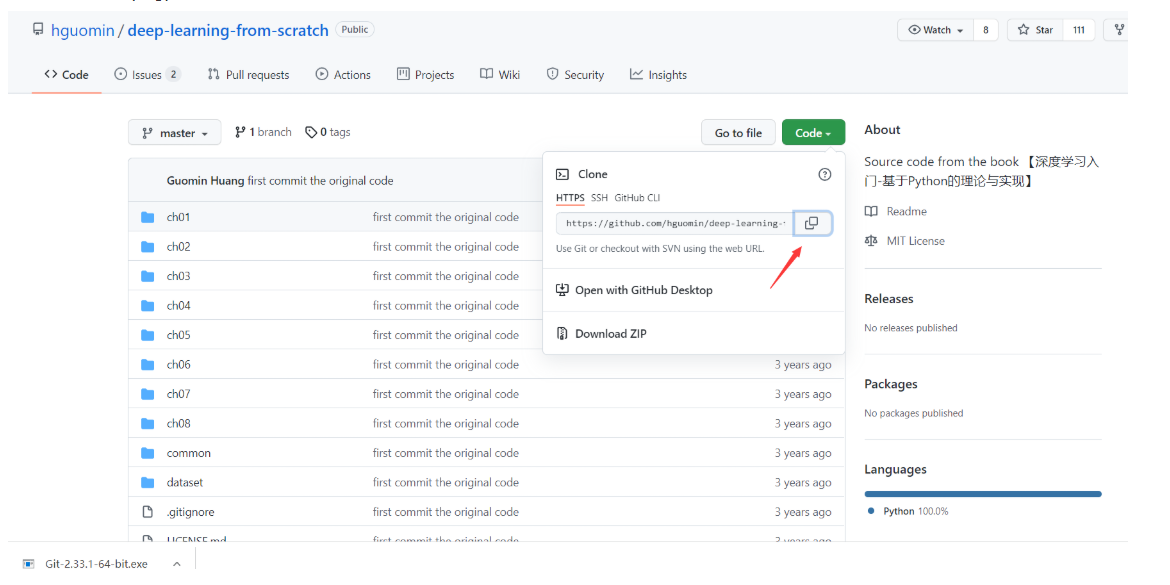 hguomin / deep-learning-from-scratch Public
Watch 8 Star 111
Code Issues 2 Pull requests Actions Projects Wiki Security Insights
master 1 branch 0 tags Go to file Code
About
Source code from the book 【深度学习入
门-基于Python的理论与实现】
Readme
MIT License
Releases
No releases published
Packages
No packages published
Languages
Python 100.0%
Clone
HTTPS SSH GitHub CLI
https://github.com/hguomin/deep-learning-
Use Git or checkout with SVN using the web URL.
Open with GitHub Desktop
Download ZIP
Guomin Huang first commit the original code
ch01 first commit the original code
ch02 first commit the original code
ch03 first commit the original code
ch04 first commit the original code
ch05 first commit the original code
ch06 first commit the original code 3 years ago
ch07 first commit the original code 3 years ago
ch08 first commit the original code 3 years ago
common first commit the original code 3 years ago
dataset first commit the original code 3 years ago
.gitignore first commit the original code 3 years ago
LICENSE.md first commit the original code 3 years ago
Git-2.33.1-64-bit.exe